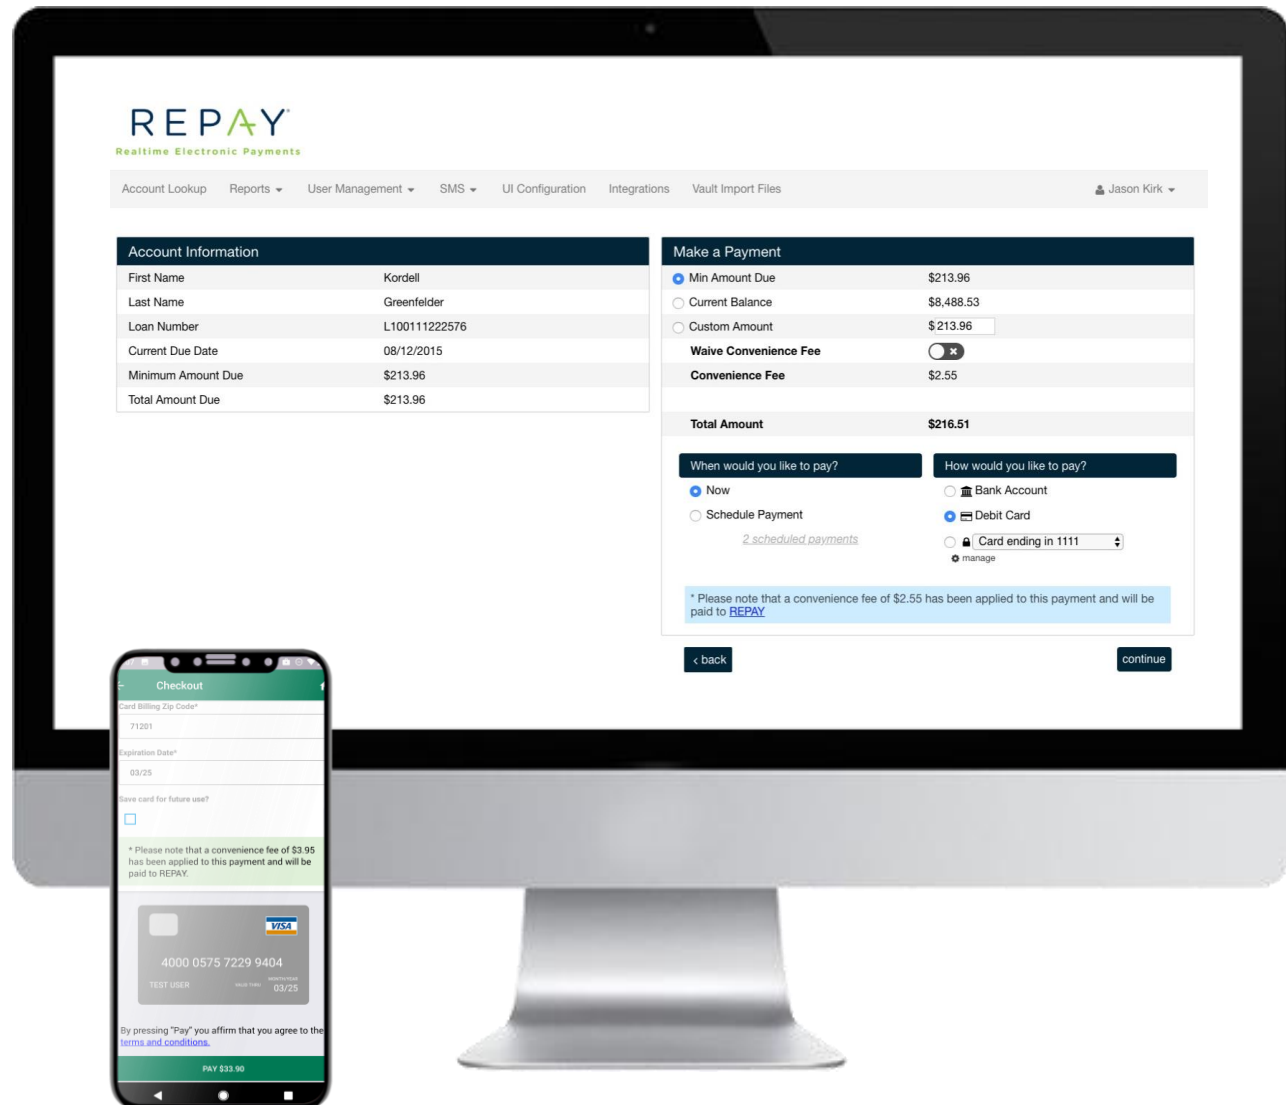 REPAY
Realtime Electronic Payments
Account Lookup Reports User Management SMS UI Configuration Integrations Vault Import Files Jason Kirk
Account Information
First Name Kordell
Last Name Greenfelder
Loan Number L100111222576
Current Due Date 08/12/2015
Minimum Amount Due $213.96
Total Amount Due $213.96
Make a Payment
Min Amount Due $213.96
Current Balance $8,488.53
Custom Amount $ 213.96
Waive Convenience Fee
Convenience Fee $2.55
Total Amount $216.51
When would you like to pay?
Now
Schedule Payment
2 scheduled payments
How would you like to pay?
Bank Account
Debit Card
Card ending in 1111
manage
* Please note that a convenience fee of $2.55 has been applied to this payment and will be
paid to REPAY
< back continue
Checkout
Card Billing Zip Code*
71201
Expiration Date*
03/25
Save card for future use?
* Please note that a convenience fee of $3.95
has been applied to this payment and will be
paid to REPAY.
VISA
4000 0575 7229 9404
MONTH/YEAR
TEST USER VALID THRU 03/25
By pressing "Pay" you affirm that you agree to the
terms and conditions.
PAY $33.90